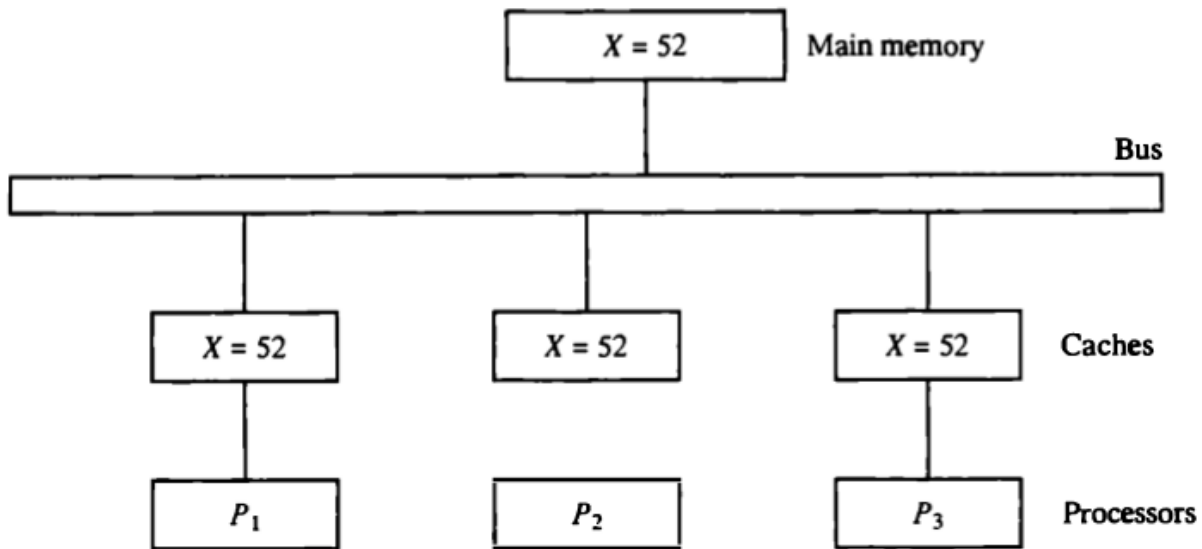 X = 52 Main memory
Bus
X = 52 X = 52 X = 52 Caches
P₁ P₂ P₃ Processors